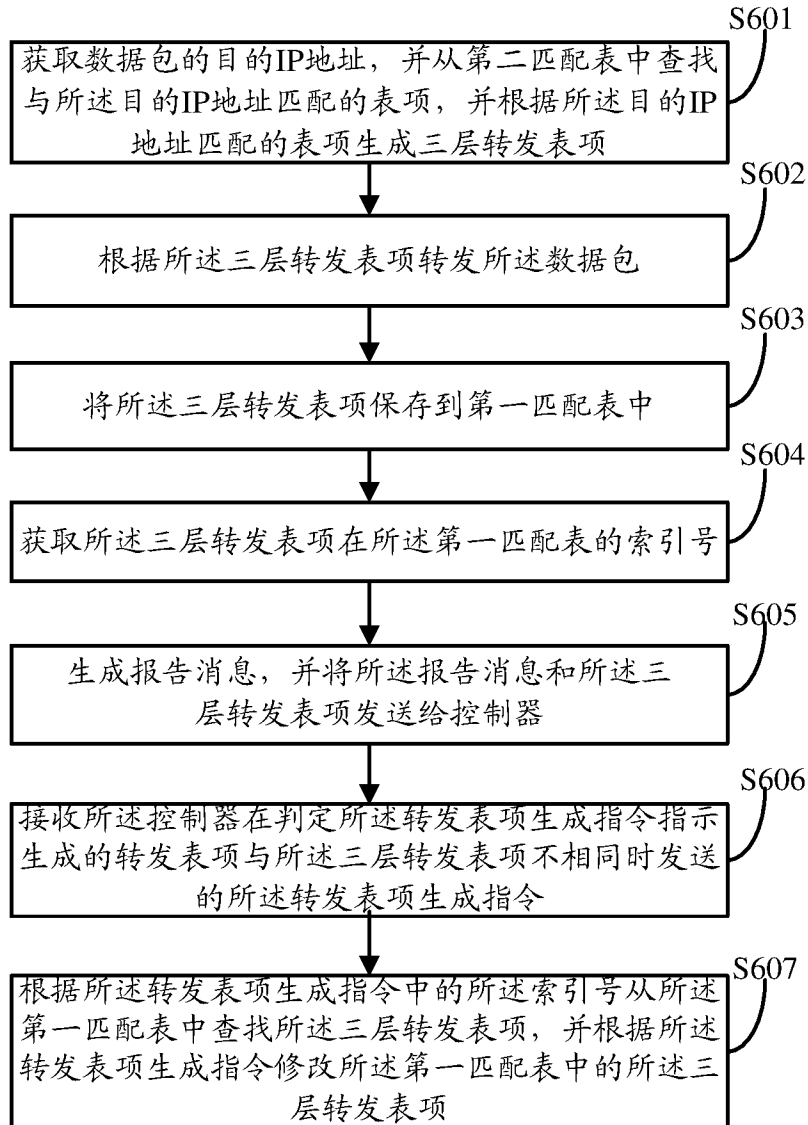 S601
获取数据包的目的IP地址，并从第二匹配表中查找
与所述目的IP地址匹配的表项，并根据所述目的IP
地址匹配的表项生成三层转发表项
S602
根据所述三层转发表项转发所述数据包
S603
将所述三层转发表项保存到第一匹配表中
S604
获取所述三层转发表项在所述第一匹配表的索引号
S605
生成报告消息，并将所述报告消息和所述三
层转发表项发送给控制器
S606
接收所述控制器在判定所述转发表项生成指令指示
生成的转发表项与所述三层转发表项不相同时发送
的所述转发表项生成指令
S607
根据所述转发表项生成指令中的所述索引号从所述
第一匹配表中查找所述三层转发表项，并根据所述
转发表项生成指令修改所述第一匹配表中的所述三
层转发表项